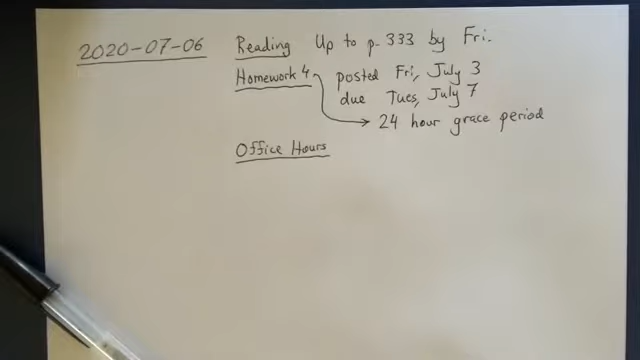 2020-07-06 Reading Up to p. 333 by Fri.
Homework 4 posted Fri, July 3
due Tues, July 7
24 hour grace period
Office Hours